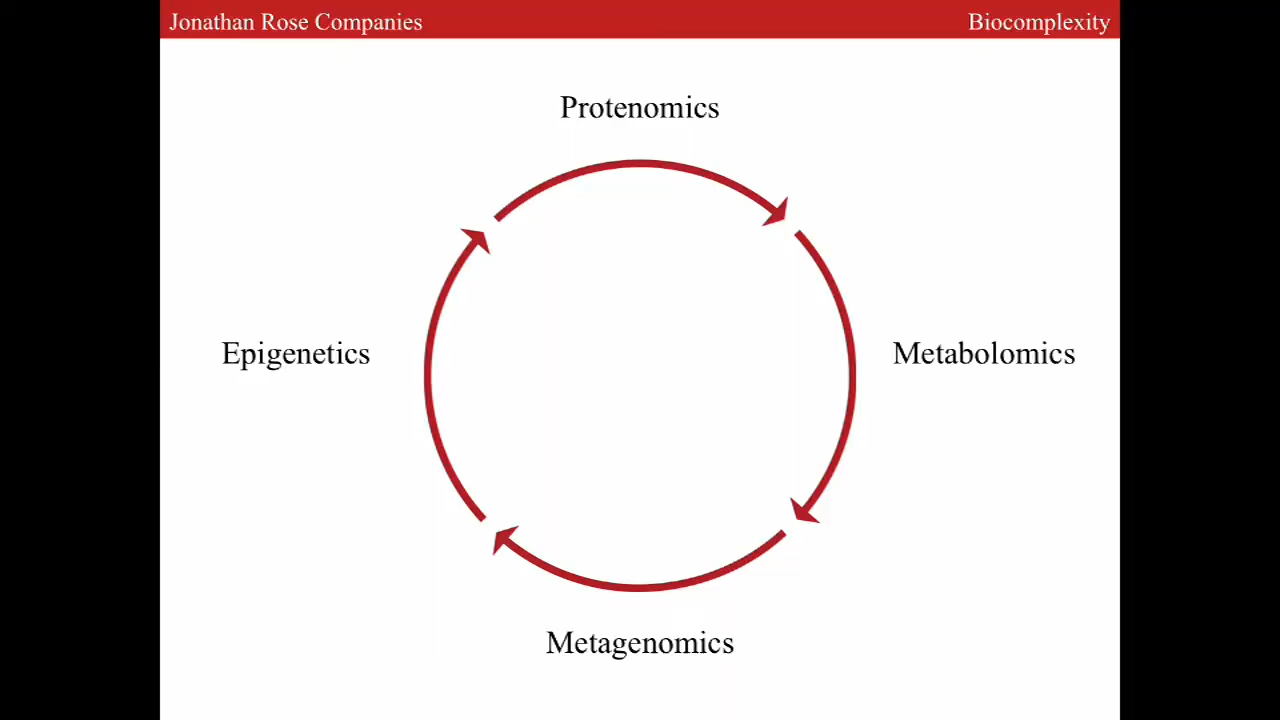 Jonathan Rose Companies
Biocomplexity
Protenomics
Epigenetics
Metabolomics
Metagenomics